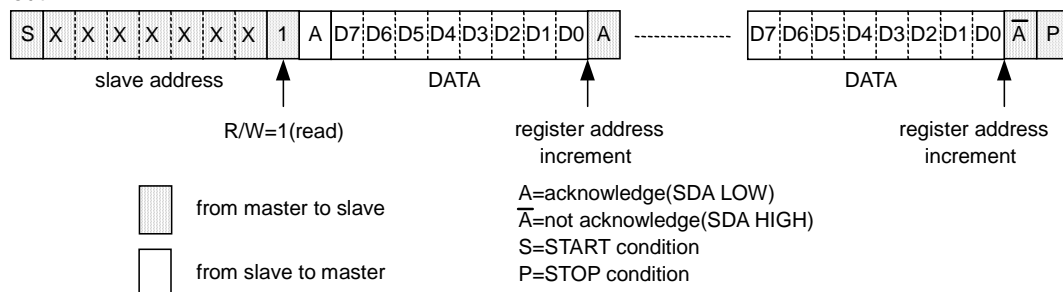 S X X X X X X X 1 A D7 D6 D5 D4 D3 D2 D1 D0 A D7 D6 D5 D4 D3 D2 D1 D0 A̅ P
slave address DATA DATA
R/W=1(read) register address increment register address increment
from master to slave
from slave to master
A=acknowledge(SDA LOW)
A̅=not acknowledge(SDA HIGH)
S=START condition
P=STOP condition